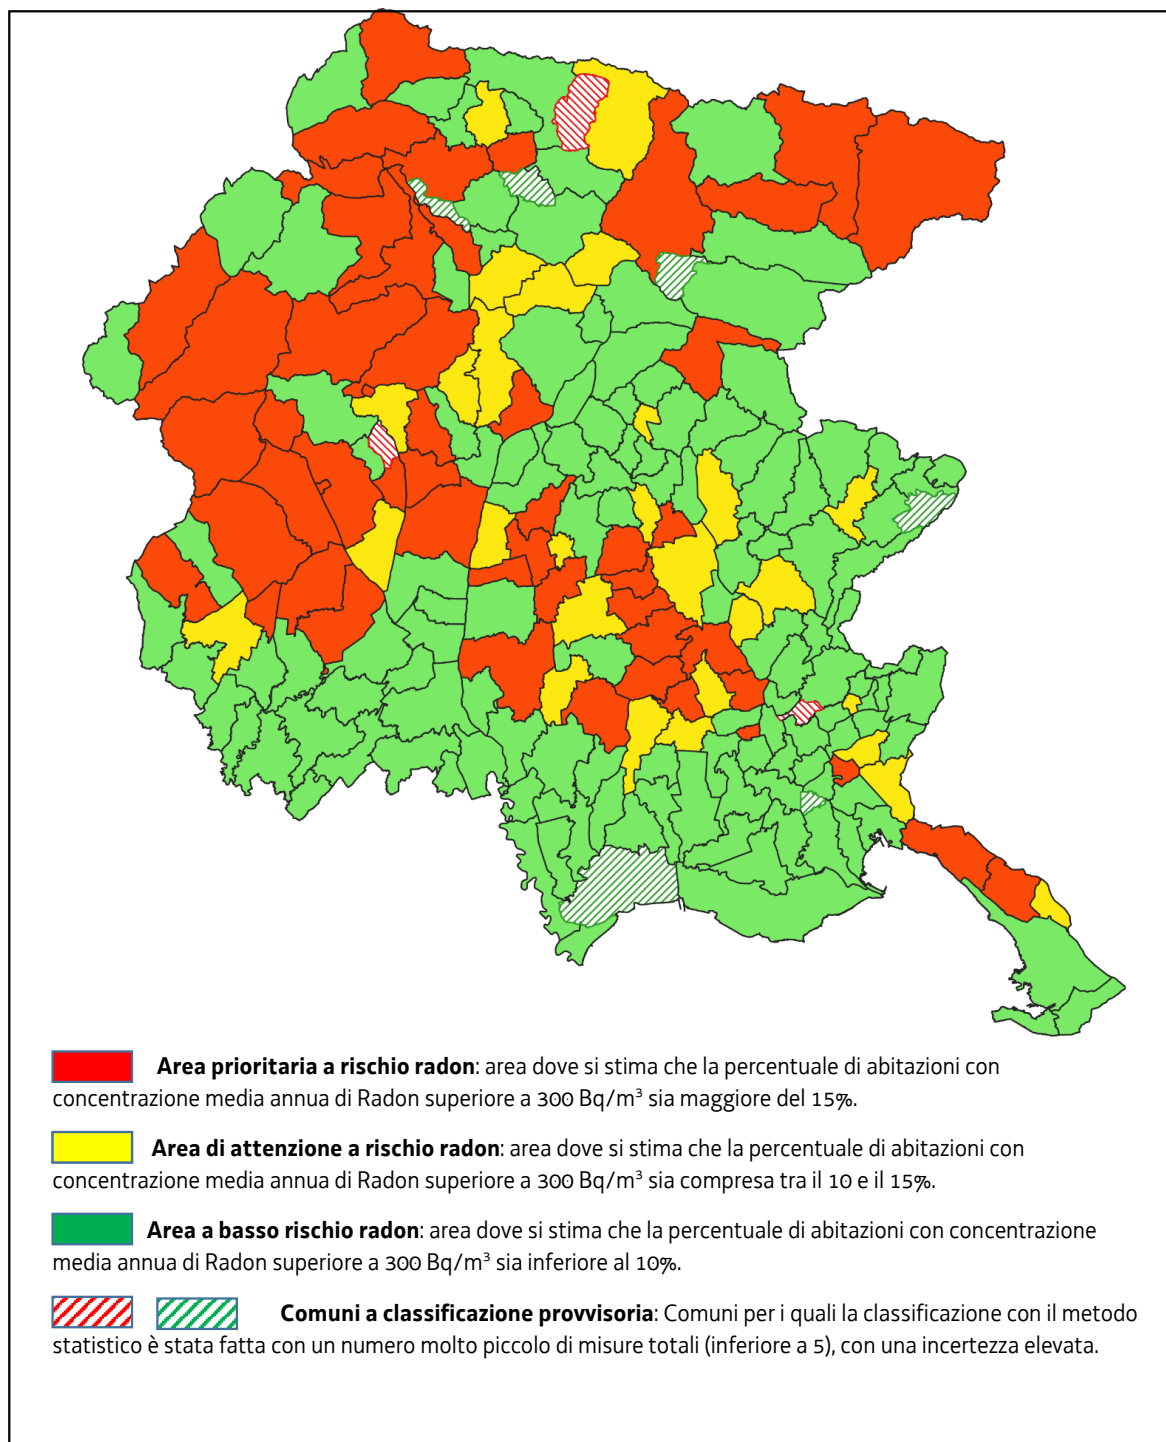 Area prioritaria a rischio radon: area dove si stima che la percentuale di abitazioni con
concentrazione media annua di Radon superiore a 300 Bq/m³ sia maggiore del 15%.
Area di attenzione a rischio radon: area dove si stima che la percentuale di abitazioni con
concentrazione media annua di Radon superiore a 300 Bq/m³ sia compresa tra il 10 e il 15%.
Area a basso rischio radon: area dove si stima che la percentuale di abitazioni con concentrazione
media annua di Radon superiore a 300 Bq/m³ sia inferiore al 10%.
Comuni a classificazione provvisoria: Comuni per i quali la classificazione con il metodo
statistico è stata fatta con un numero molto piccolo di misure totali (inferiore a 5), con una incertezza elevata.